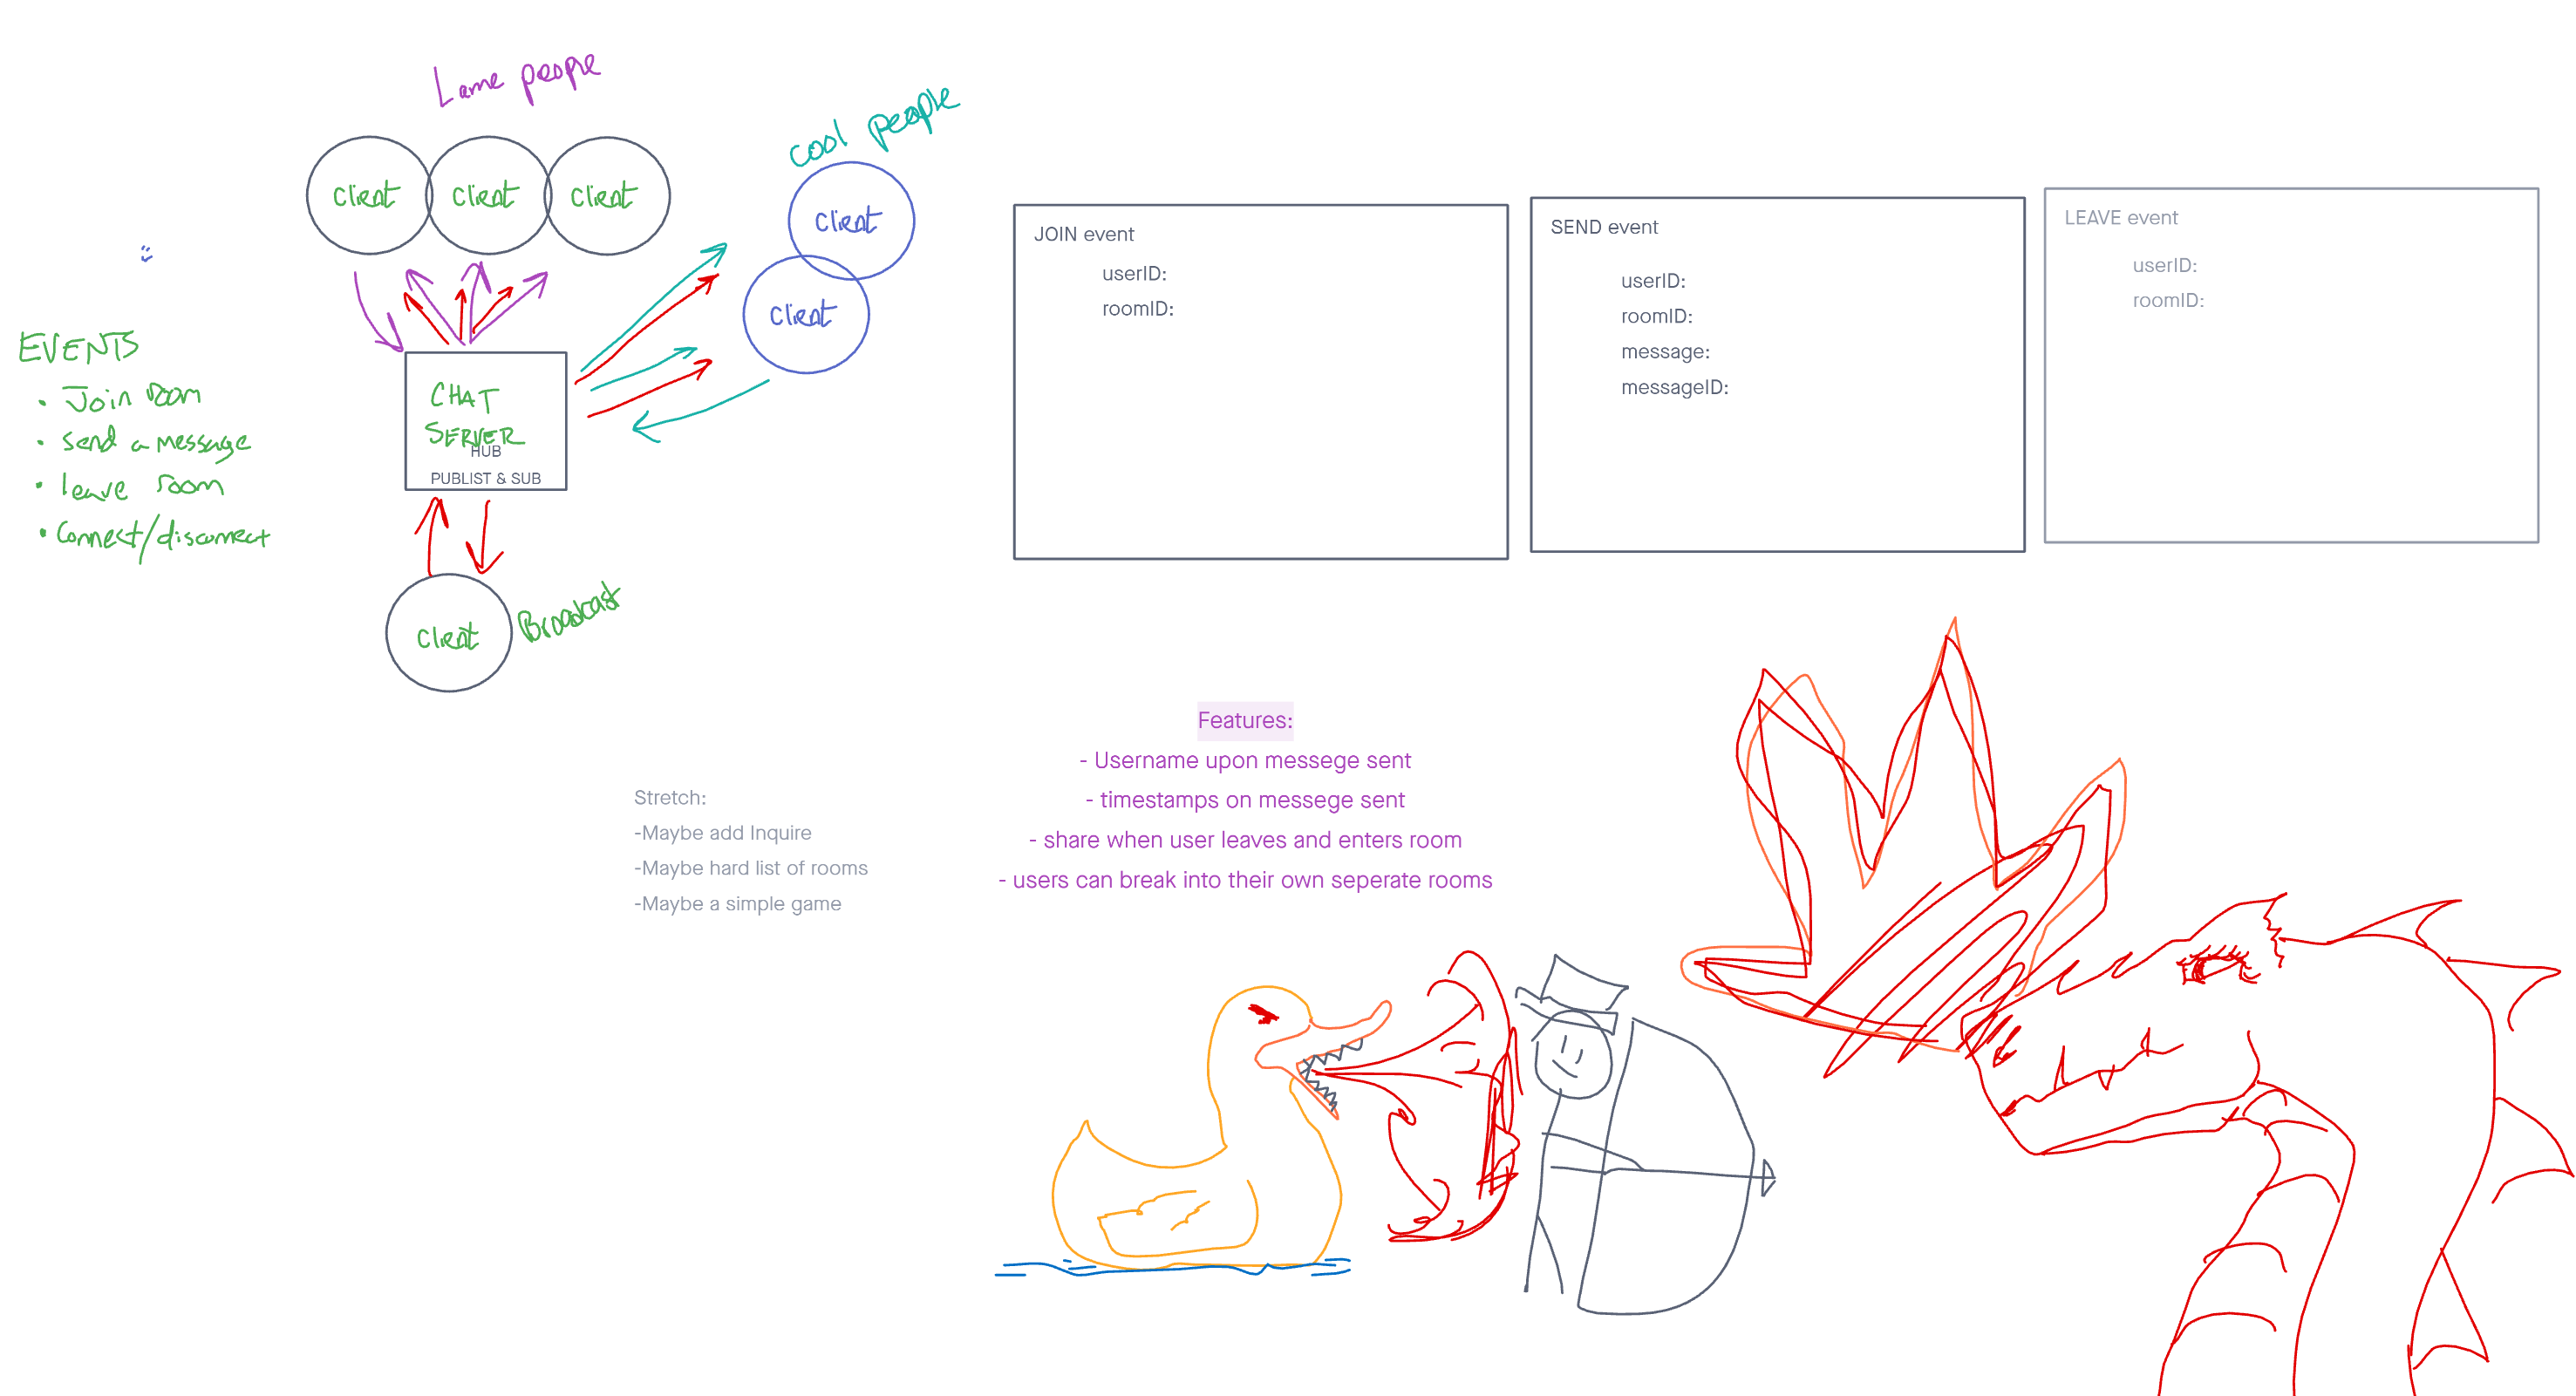 Lame people
cool people
client
client
client
client
client
EVENTS
• Join room
• send a message
• leave room
• Connect/disconnect
CHAT
SERVER
HUB
PUBLIST & SUB
client
Broadcast
JOIN event
userID:
roomID:
SEND event
userID:
roomID:
message:
messageID:
LEAVE event
userID:
roomID:
Features:
- Username upon messege sent
- timestamps on messege sent
- share when user leaves and enters room
- users can break into their own seperate rooms
Stretch:
-Maybe add Inquire
-Maybe hard list of rooms
-Maybe a simple game